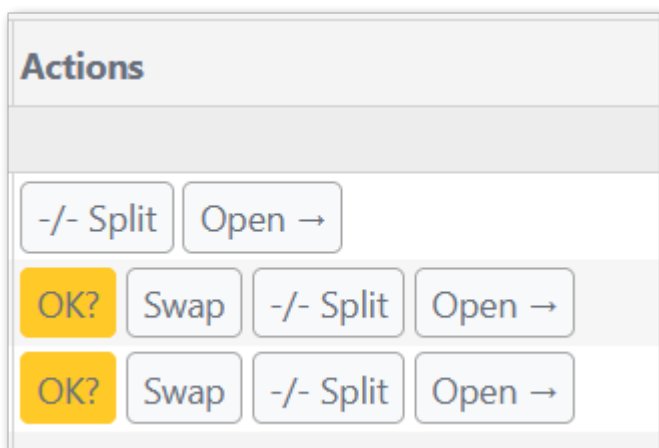 Actions
-/- Split Open →
OK? Swap -/- Split Open →
OK? Swap -/- Split Open →